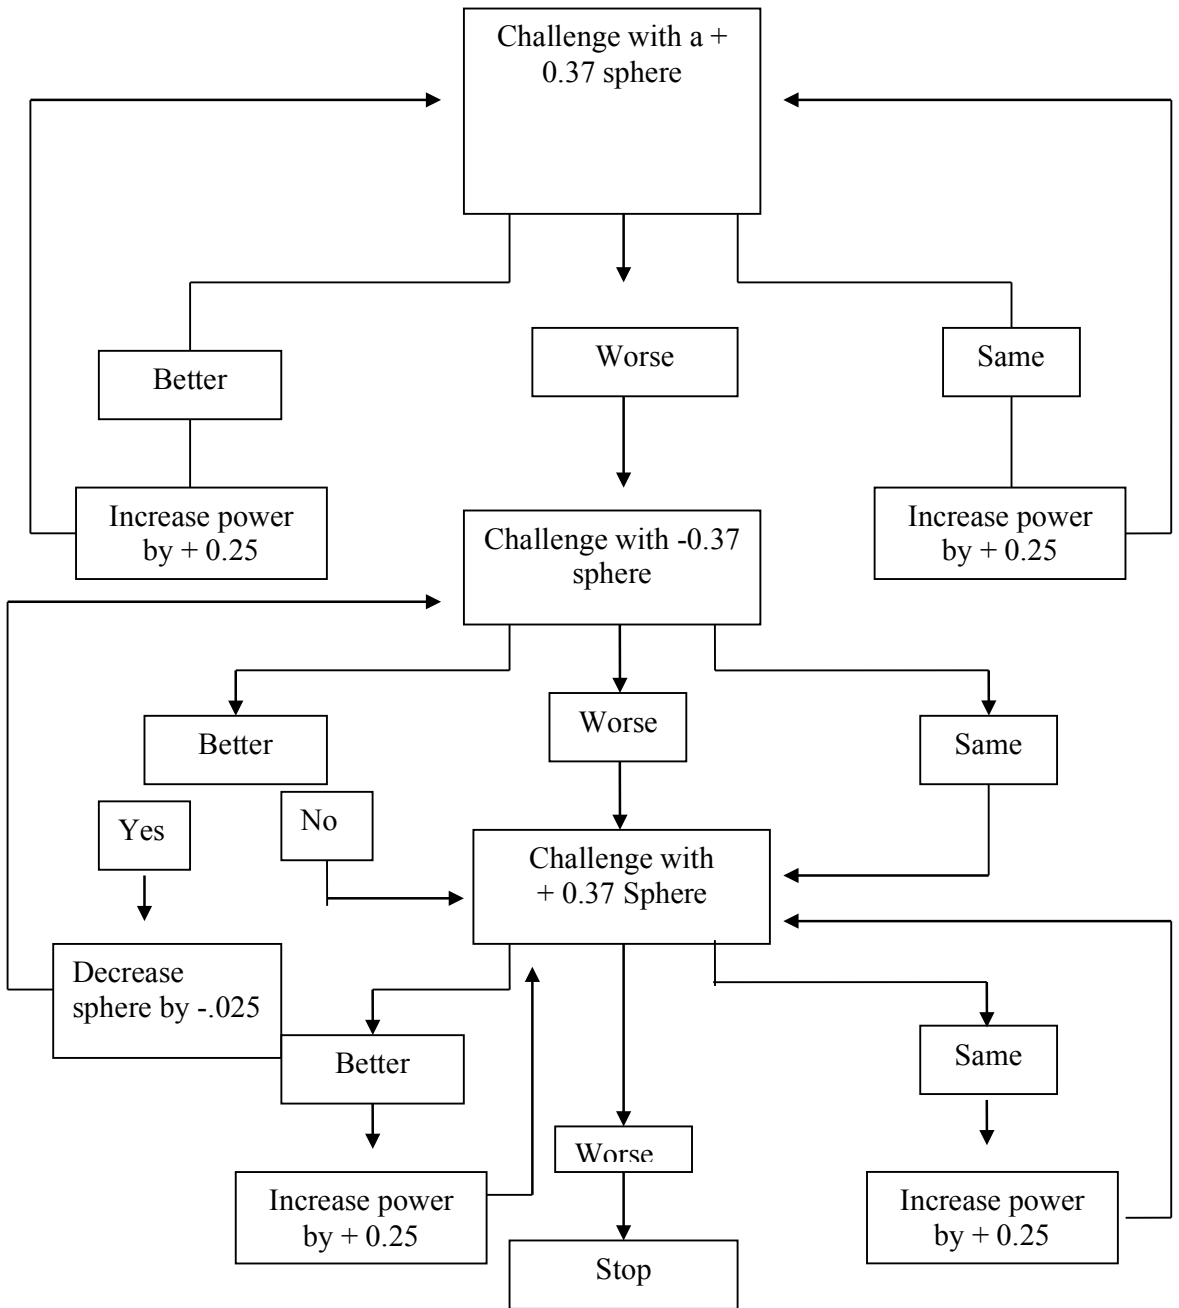 Challenge with a +
0.37 sphere
Better
Worse
Same
Increase power
by + 0.25
Challenge with -0.37
sphere
Increase power
by + 0.25
Better
Worse
Same
Yes
No
Challenge with
+ 0.37 Sphere
Decrease
sphere by -.025
Better
Same
Worse
Increase power
by + 0.25
Increase power
by + 0.25
Stop